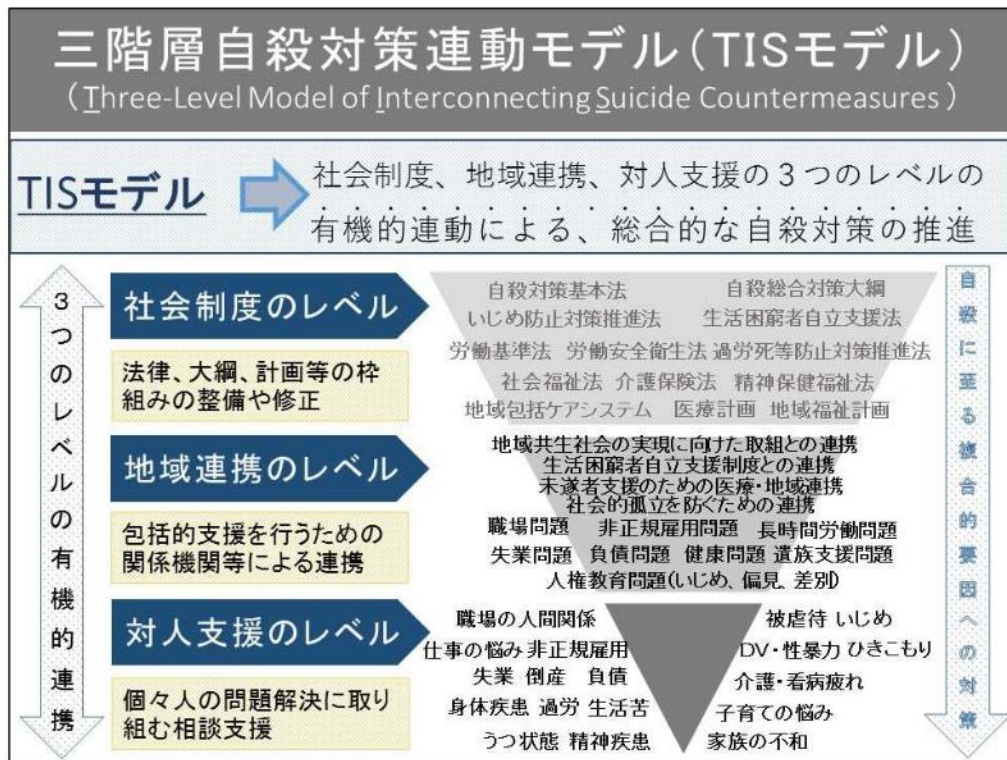 三階層自殺対策連動モデル(TISモデル)
(Three-Level Model of Interconnecting Suicide Countermeasures)
TISモデル
社会制度、地域連携、対人支援の3つのレベルの
有機的連動による、総合的な自殺対策の推進
3つのレベルの有機的連携
社会制度のレベル
法律、大綱、計画等の枠
組みの整備や修正
自殺対策基本法 自殺総合対策大綱
いじめ防止対策推進法 生活困窮者自立支援法
労働基準法 労働安全衛生法 過労死等防止対策推進法
社会福祉法 介護保険法 精神保健福祉法
地域包括ケアシステム 医療計画 地域福祉計画
地域連携のレベル
包括的支援を行うための
関係機関等による連携
地域共生社会の実現に向けた取組との連携
生活困窮者自立支援制度との連携
未遂者支援のための医療・地域連携
社会的孤立を防ぐための連携
職場問題 非正規雇用問題 長時間労働問題
失業問題 負債問題 健康問題 遺族支援問題
人権教育問題(いじめ、偏見、差別)
対人支援のレベル
個々人の問題解決に取り
組む相談支援
職場の人間関係 被虐待 いじめ
仕事の悩み 非正規雇用 DV・性暴力 ひきこもり
失業 倒産 負債 介護・看病疲れ
身体疾患 過労 生活苦 子育ての悩み
うつ状態 精神疾患 家族の不和
自殺に至る複合的要因への対策